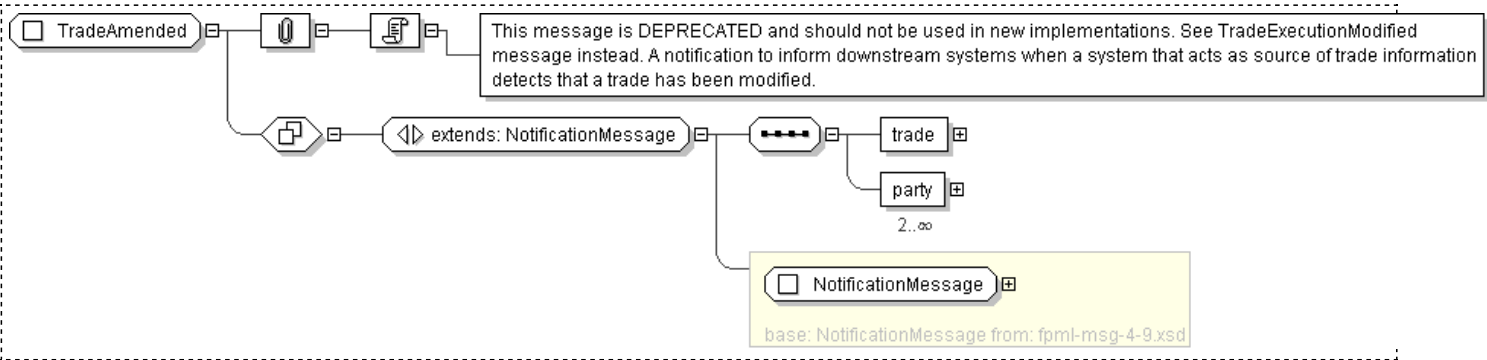 TradeAmended
This message is DEPRECATED and should not be used in new implementations. See TradeExecutionModified
message instead. A notification to inform downstream systems when a system that acts as source of trade information
detects that a trade has been modified.
extends: NotificationMessage
trade
party
2..∞
NotificationMessage
base: NotificationMessage from: fpml-msg-4-9.xsd